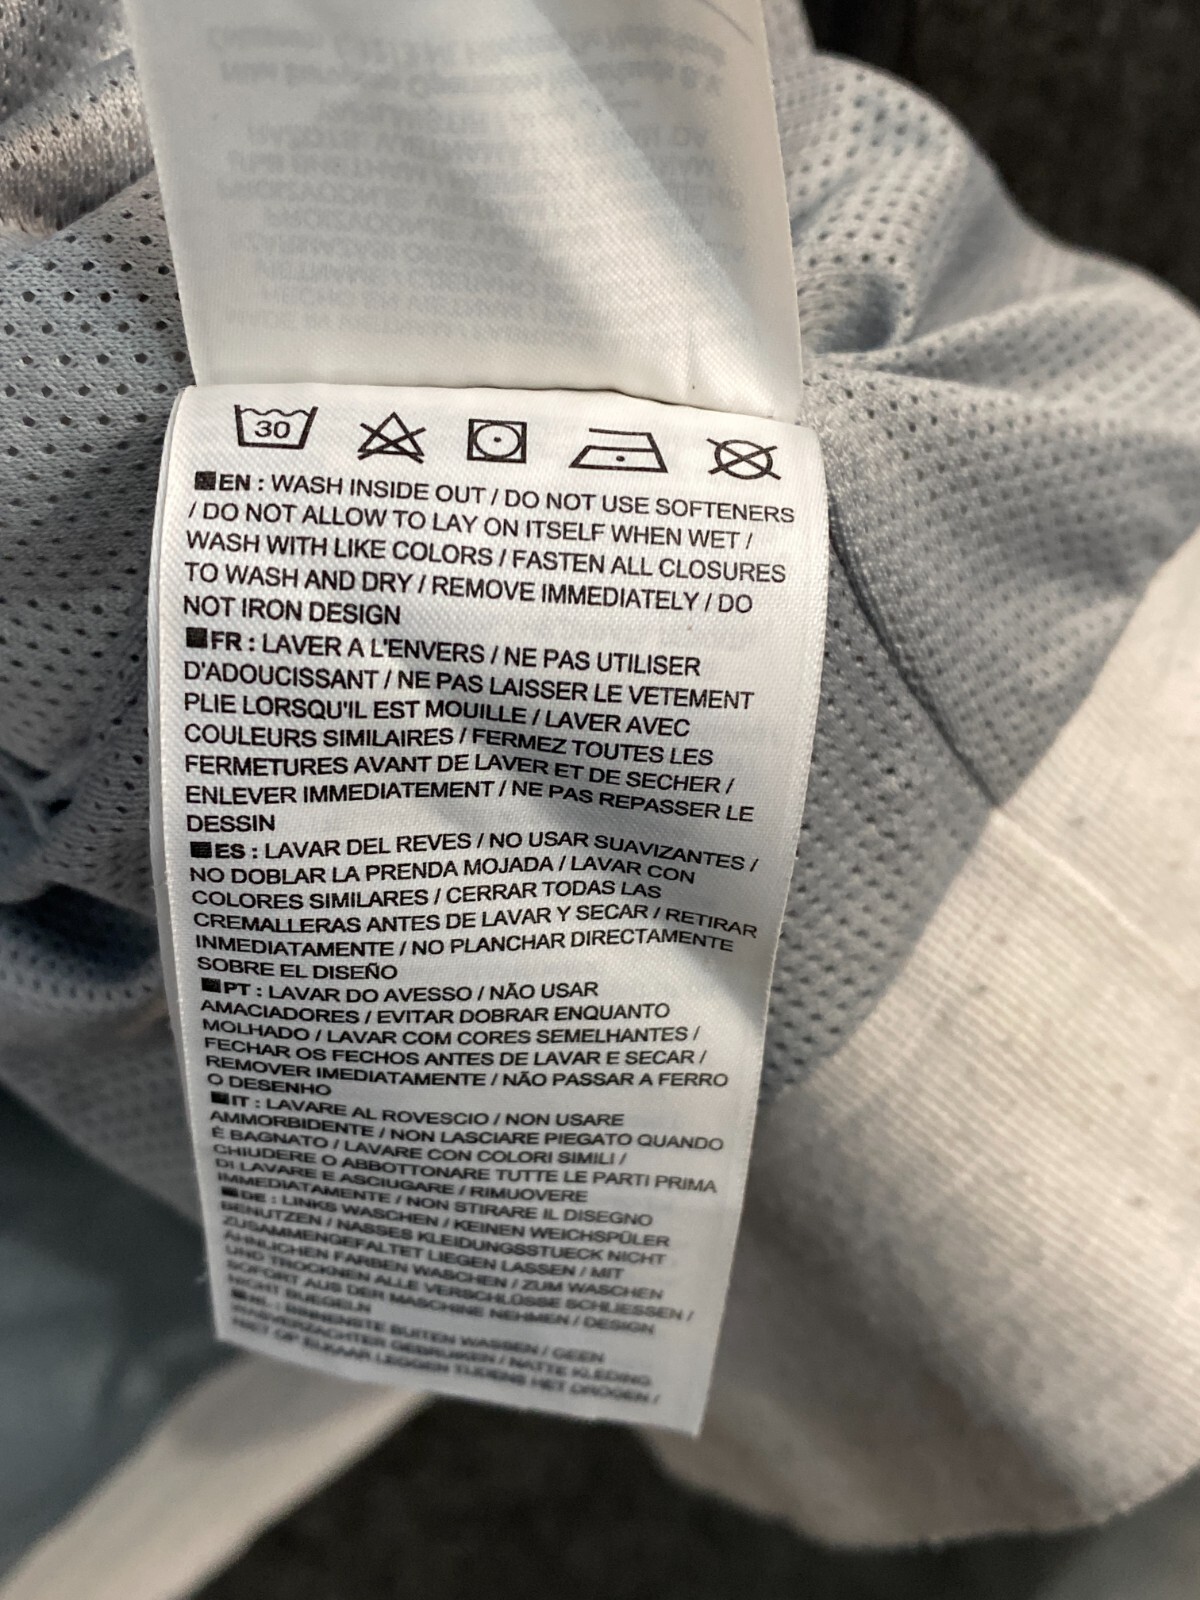 30
EN : WASH INSIDE OUT / DO NOT USE SOFTENERS
/ DO NOT ALLOW TO LAY ON ITSELF WHEN WET /
WASH WITH LIKE COLORS / FASTEN ALL CLOSURES
TO WASH AND DRY / REMOVE IMMEDIATELY / DO
NOT IRON DESIGN
FR : LAVER A L'ENVERS / NE PAS UTILISER
D'ADOUCISSANT / NE PAS LAISSER LE VETEMENT
PLIE LORSQU'IL EST MOUILLE / LAVER AVEC
COULEURS SIMILAIRES / FERMEZ TOUTES LES
FERMETURES AVANT DE LAVER ET DE SECHER /
ENLEVER IMMEDIATEMENT / NE PAS REPASSER LE
DESSIN
ES : LAVAR DEL REVES / NO USAR SUAVIZANTES /
NO DOBLAR LA PRENDA MOJADA / LAVAR CON
COLORES SIMILARES / CERRAR TODAS LAS
CREMALLERAS ANTES DE LAVAR Y SECAR / RETIRAR
INMEDIATAMENTE / NO PLANCHAR DIRECTAMENTE
SOBRE EL DISEÑO
PT : LAVAR DO AVESSO / NÃO USAR
AMACIADORES / EVITAR DOBRAR ENQUANTO
MOLHADO / LAVAR COM CORES SEMELHANTES /
FECHAR OS FECHOS ANTES DE LAVAR E SECAR /
REMOVER IMEDIATAMENTE / NÃO PASSAR A FERRO
O DESENHO
IT : LAVARE AL ROVESCIO / NON USARE
AMMORBIDENTE / NON LASCIARE PIEGATO QUANDO
È BAGNATO / LAVARE CON COLORI SIMILI /
CHIUDERE O ABBOTTONARE TUTTE LE PARTI PRIMA
DI LAVARE E ASCIUGARE / RIMUOVERE
IMMEDIATAMENTE / NON STIRARE IL DISEGNO
DE : LINKS WASCHEN / KEINEN WEICHSPÜLER
BENUTZEN / NASSES KLEIDUNGSSTUECK NICHT
ZUSAMMENGEFALTET LIEGEN LASSEN / MIT
ÄHNLICHEN FARBEN WASCHEN / ZUM WASCHEN
UND TROCKNEN ALLE VERSCHLÜSSE SCHLIESSEN /
SOFORT AUS DER MASCHINE NEHMEN / DESIGN
NICHT BUEGELN
NL : BINNENSTE BUITEN WASSEN / GEEN
WASVERZACHTER GEBRUIKEN / NATTE KLEDING
NIET OP ELKAAR LEGGEN TIJDENS HET DROGEN /